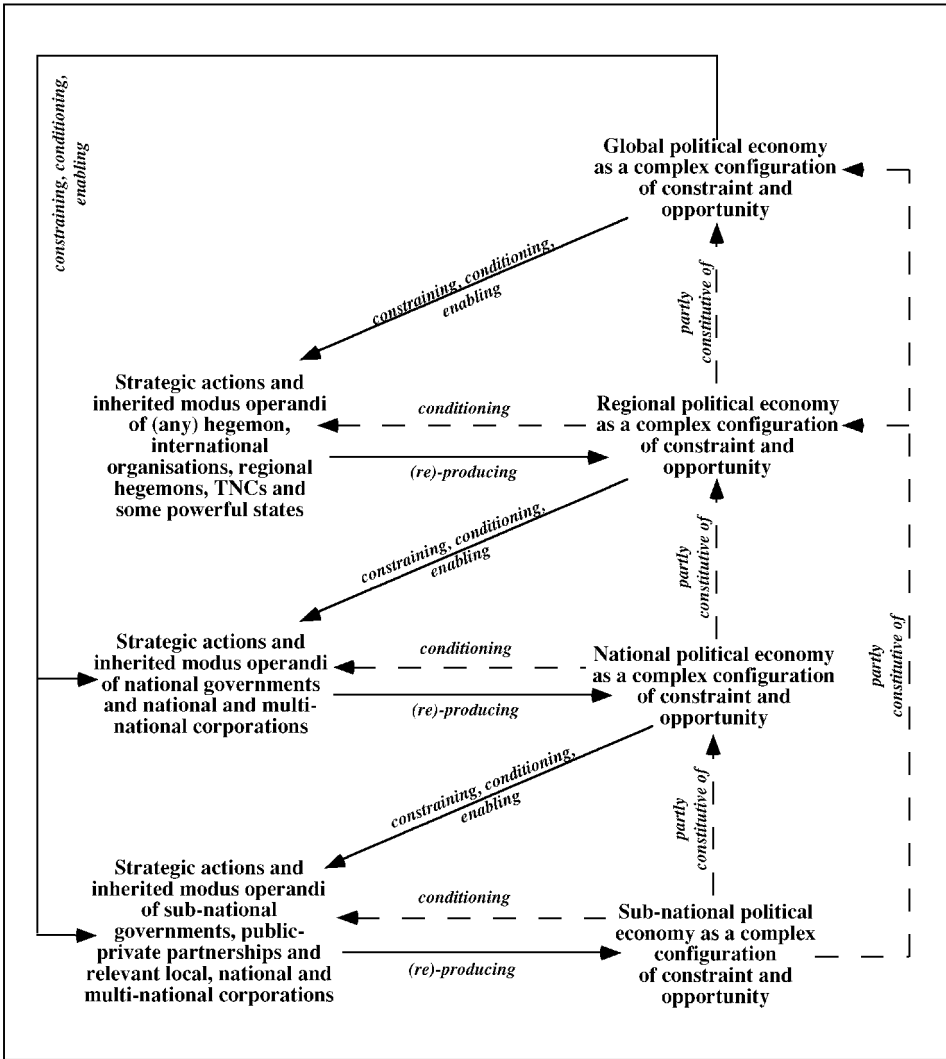 constraining, conditioning,
enabling
Global political economy
as a complex configuration
of constraint and
opportunity
constraining, conditioning,
enabling
partly
constitutive of
Strategic actions and
inherited modus operandi
of (any) hegemon,
international
organisations, regional
hegemons, TNCs and
some powerful states
conditioning
(re)-producing
Regional political economy
as a complex configuration
of constraint and
opportunity
constraining, conditioning,
enabling
partly
constitutive of
partly
constitutive of
Strategic actions and
inherited modus operandi
of national governments
and national and multi-
national corporations
conditioning
(re)-producing
National political economy
as a complex configuration
of constraint and
opportunity
constraining, conditioning,
enabling
partly
constitutive of
Strategic actions and
inherited modus operandi
of sub-national
governments, public-
private partnerships and
relevant local, national and
multi-national corporations
conditioning
(re)-producing
Sub-national political
economy as a complex
configuration
of constraint and
opportunity